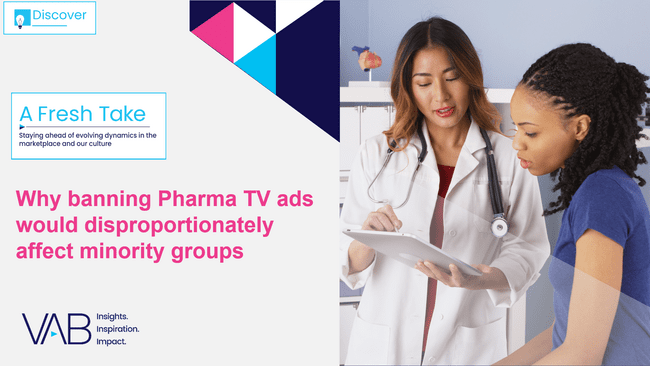 Discover
A Fresh Take
Staying ahead of evolving dynamics in the
marketplace and our culture
Why banning Pharma TV ads
would disproportionately
affect minority groups
VAB
Insights.
Inspiration.
Impact.